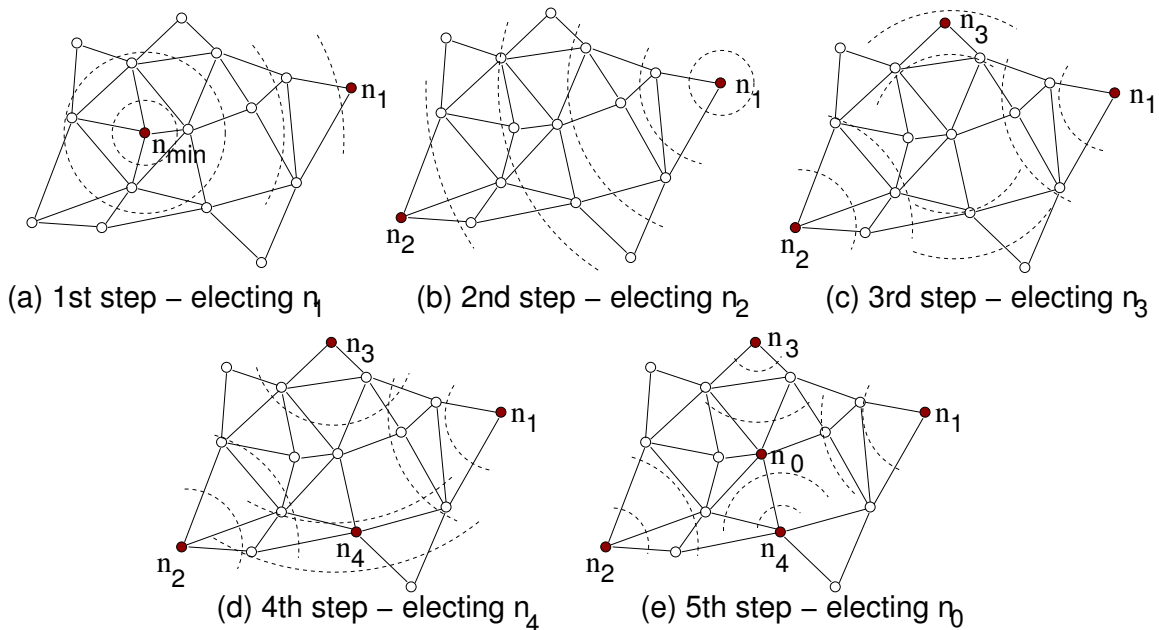 n₁
n_min
(a) 1st step – electing n₁
n₁
n₂
(b) 2nd step – electing n₂
n₃
n₁
n₂
(c) 3rd step – electing n₃
n₃
n₁
n₂
n₄
(d) 4th step – electing n₄
n₃
n₁
n₀
n₂
n₄
(e) 5th step – electing n₀